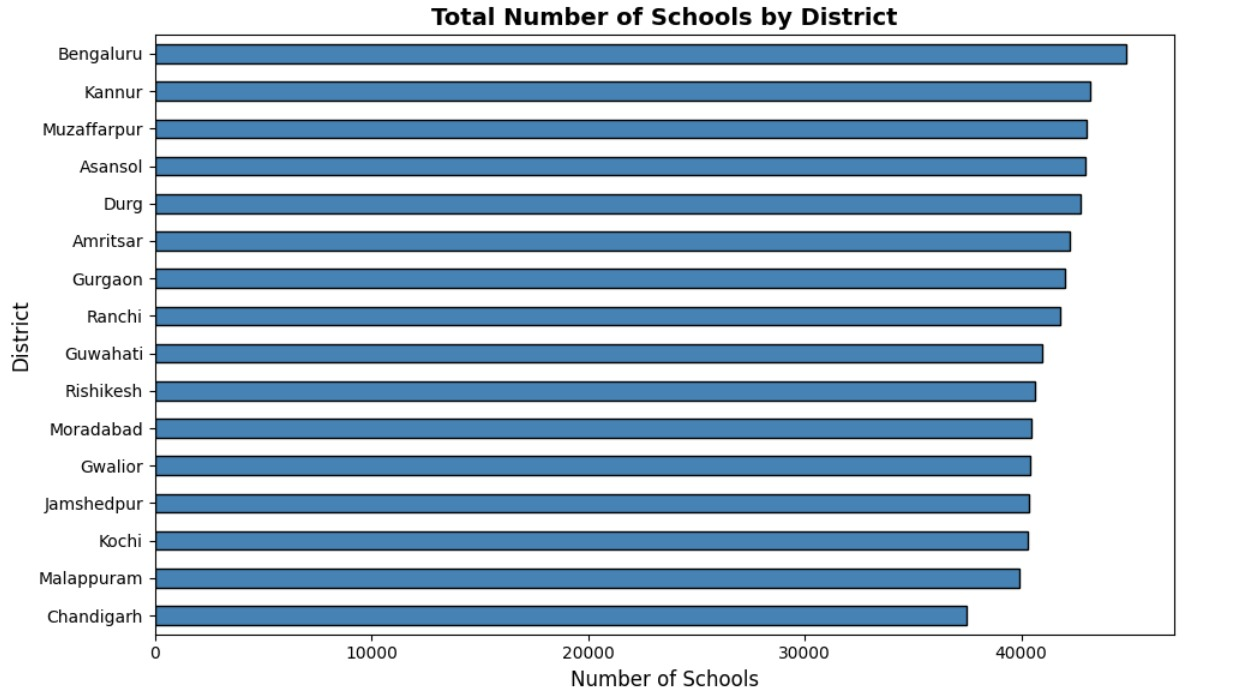 Total Number of Schools by District
Bengaluru
Kannur
Muzaffarpur
Asansol
Durg
Amritsar
Gurgaon
Ranchi
Guwahati
Rishikesh
Moradabad
Gwalior
Jamshedpur
Kochi
Malappuram
Chandigarh
District
0 10000 20000 30000 40000
Number of Schools